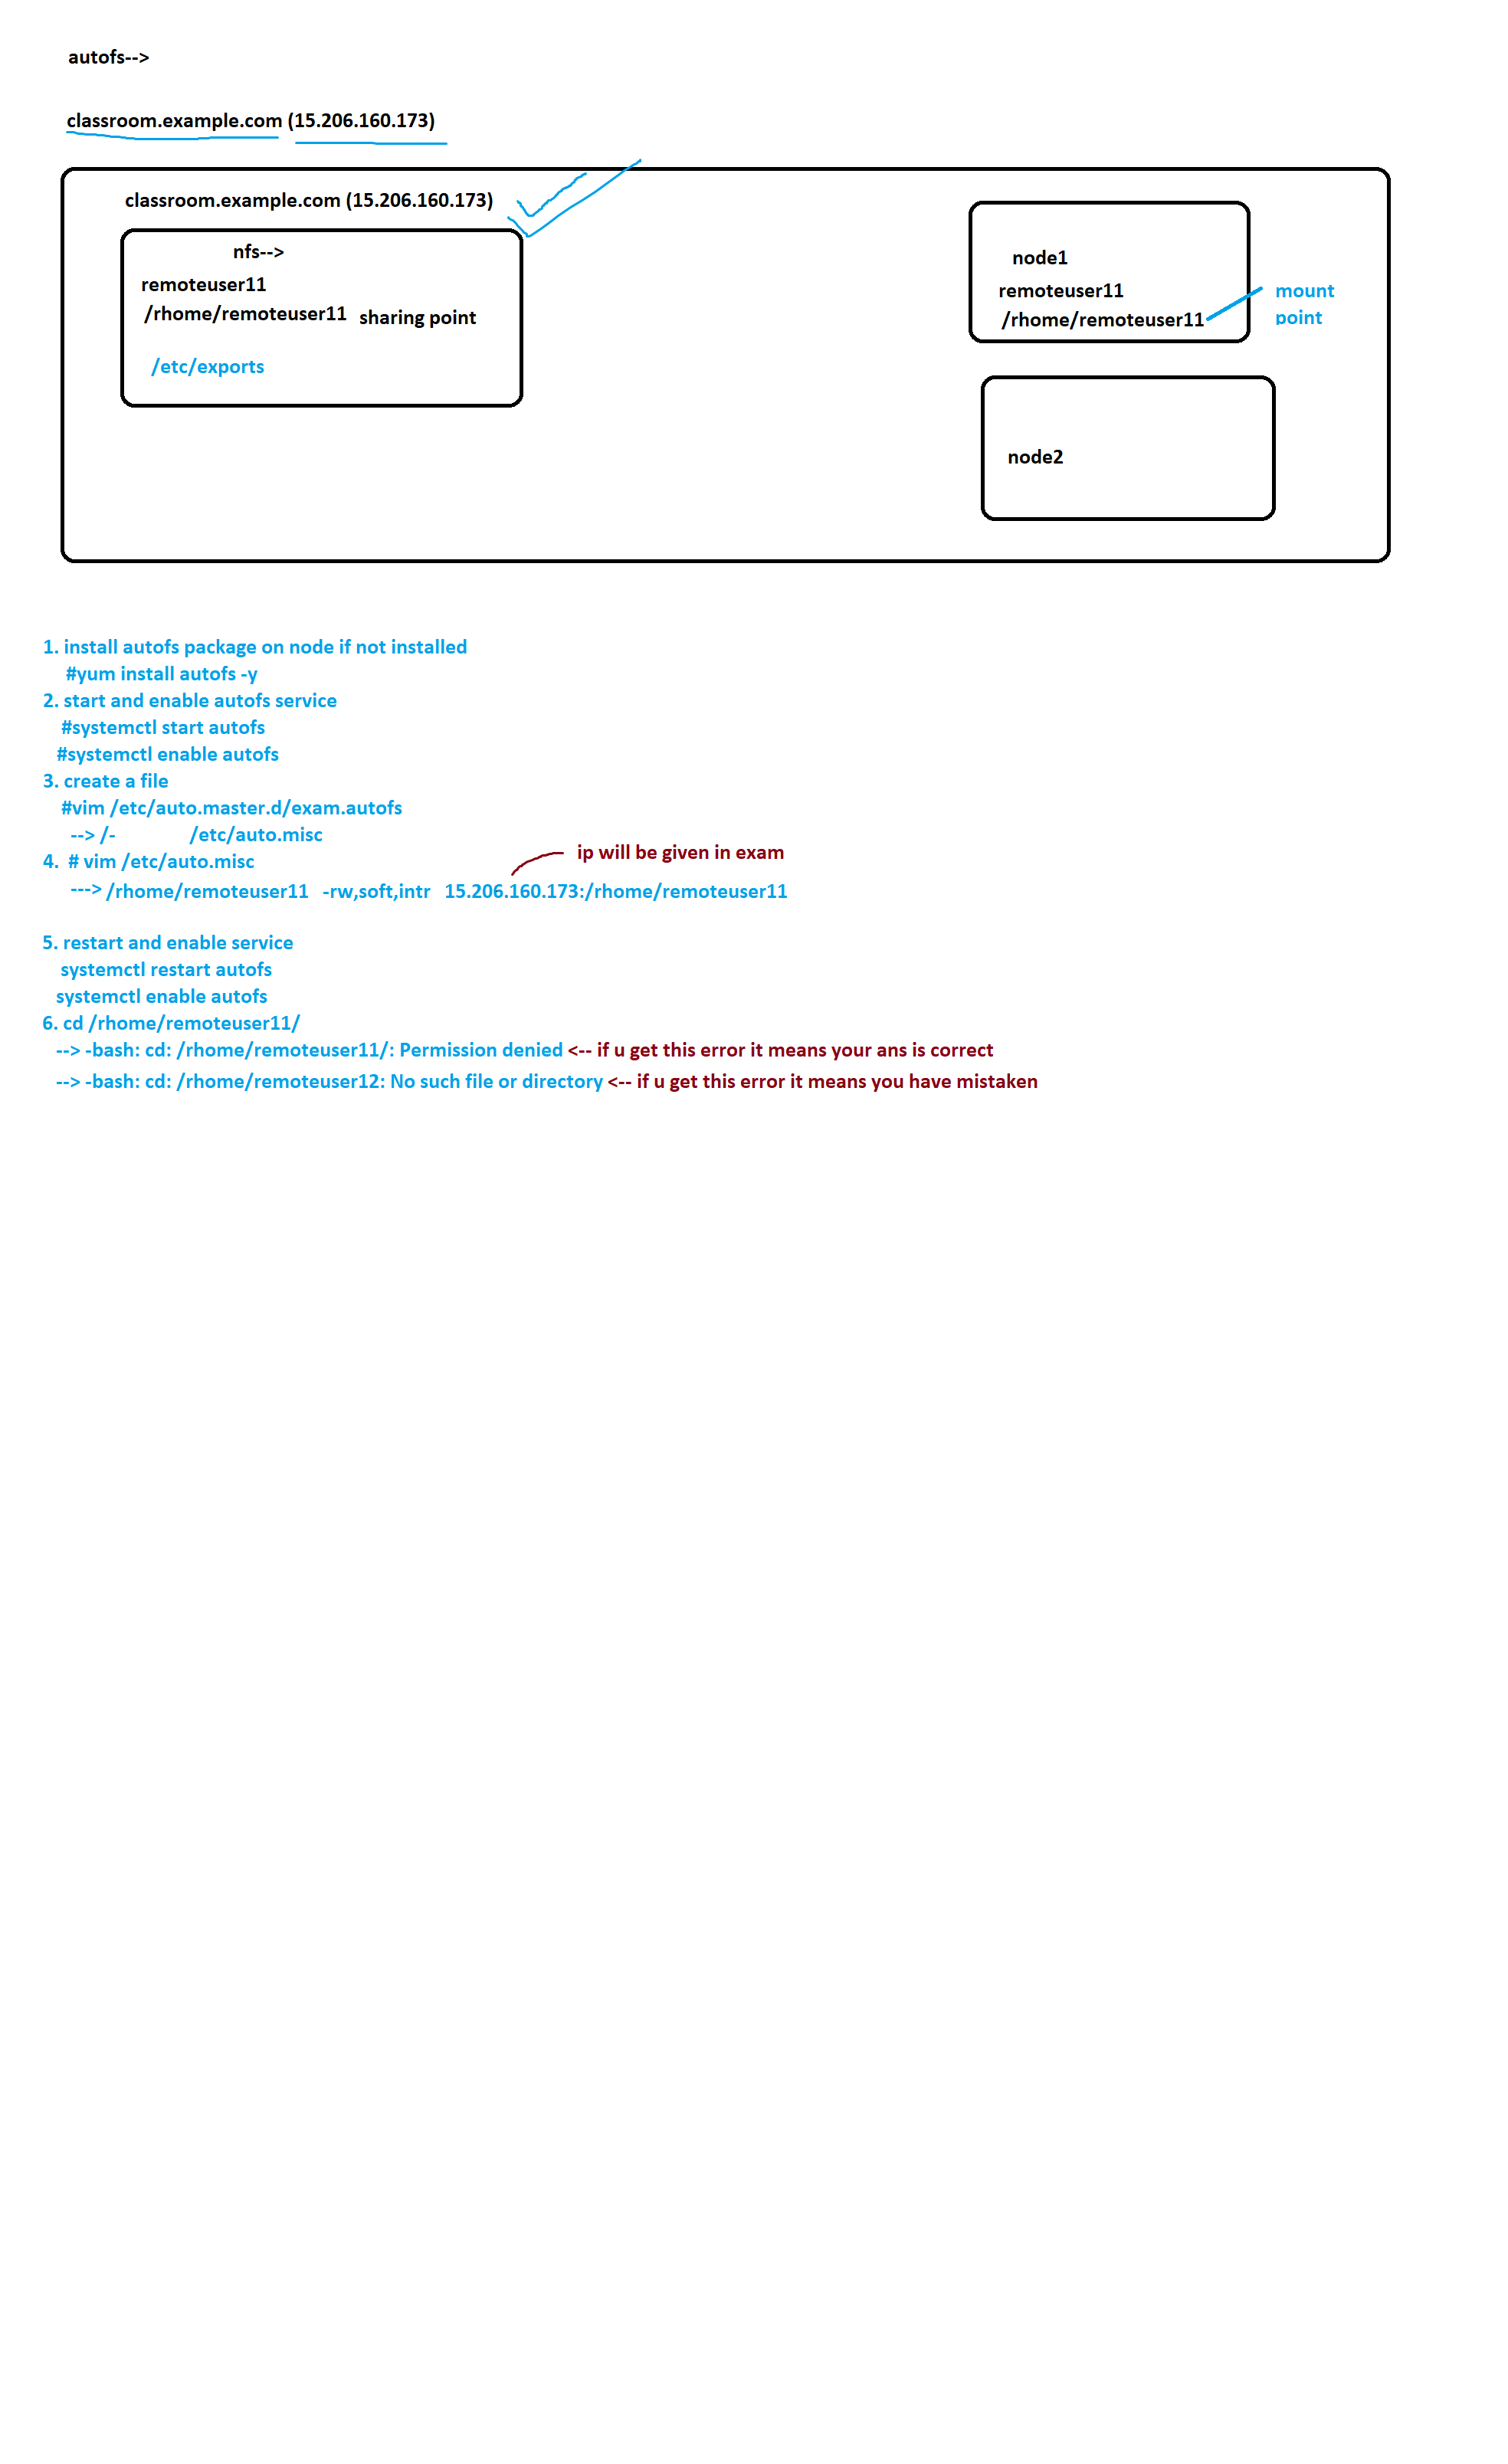 autofs-->
classroom.example.com (15.206.160.173)
classroom.example.com (15.206.160.173)
nfs-->
remoteuser11
/rhome/remoteuser11 sharing point
/etc/exports
node1
remoteuser11
/rhome/remoteuser11
mount
point
node2
1. install autofs package on node if not installed
#yum install autofs -y
2. start and enable autofs service
#systemctl start autofs
#systemctl enable autofs
3. create a file
#vim /etc/auto.master.d/exam.autofs
--> /- /etc/auto.misc
4. # vim /etc/auto.misc
ip will be given in exam
---> /rhome/remoteuser11 -rw,soft,intr 15.206.160.173:/rhome/remoteuser11
5. restart and enable service
systemctl restart autofs
systemctl enable autofs
6. cd /rhome/remoteuser11/
--> -bash: cd: /rhome/remoteuser11/: Permission denied <-- if u get this error it means your ans is correct
--> -bash: cd: /rhome/remoteuser12: No such file or directory <-- if u get this error it means you have mistaken